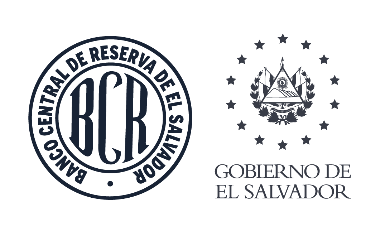 BANCO CENTRAL DE RESERVA DE EL SALVADOR
BCR
GOBIERNO DE
EL SALVADOR